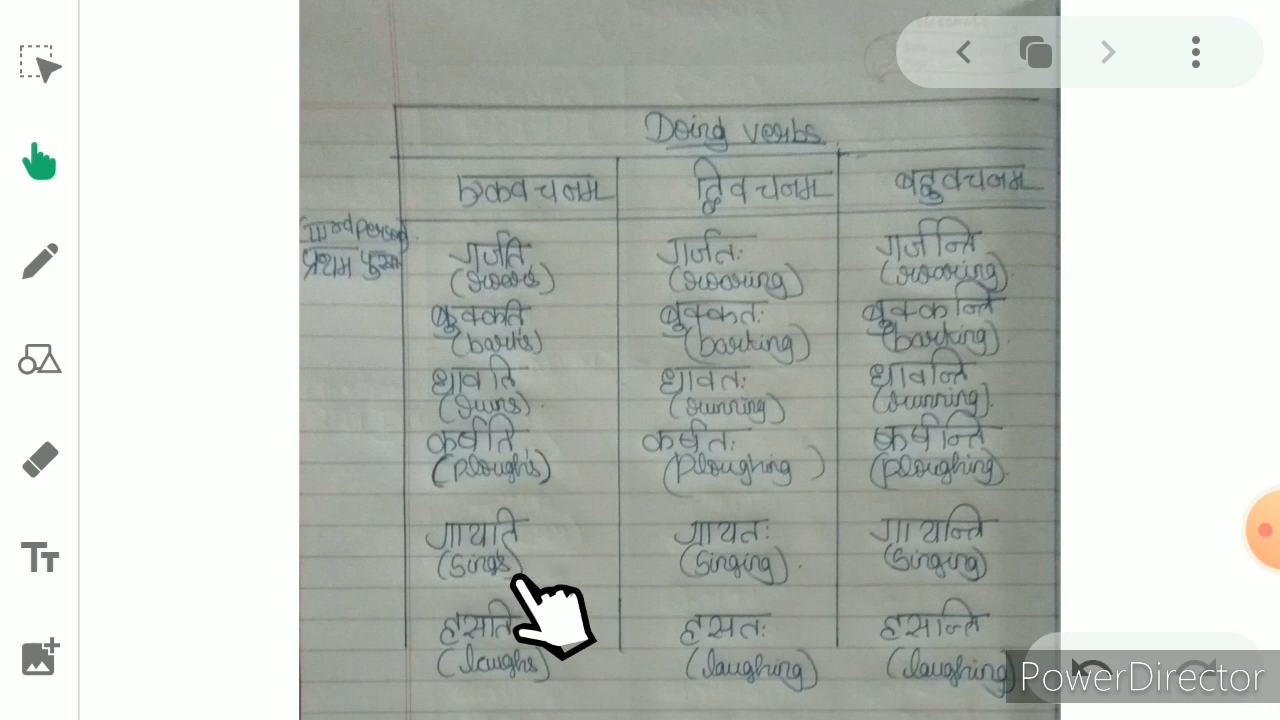 Doing verbs
एकवचनम द्विवचनम बहुवचनम
IIIrd Person
प्रथम पुरुष
गर्जति गर्जतः गर्जन्ति
(roars) (roaring) (roaring)
बुक्कति बुक्कतः बुक्कन्ति
(barks) (barking) (barking)
धावति धावतः धावन्ति
(runs) (running) (running)
कर्षति कर्षतः कर्षन्ति
(Ploughs) (Ploughing) (Ploughing)
गायति गायतः गायन्ति
(Sings) (Singing) (Singing)
हसति हसतः हसन्ति
(laughs) (laughing) (laughing)
Tt
PowerDirector